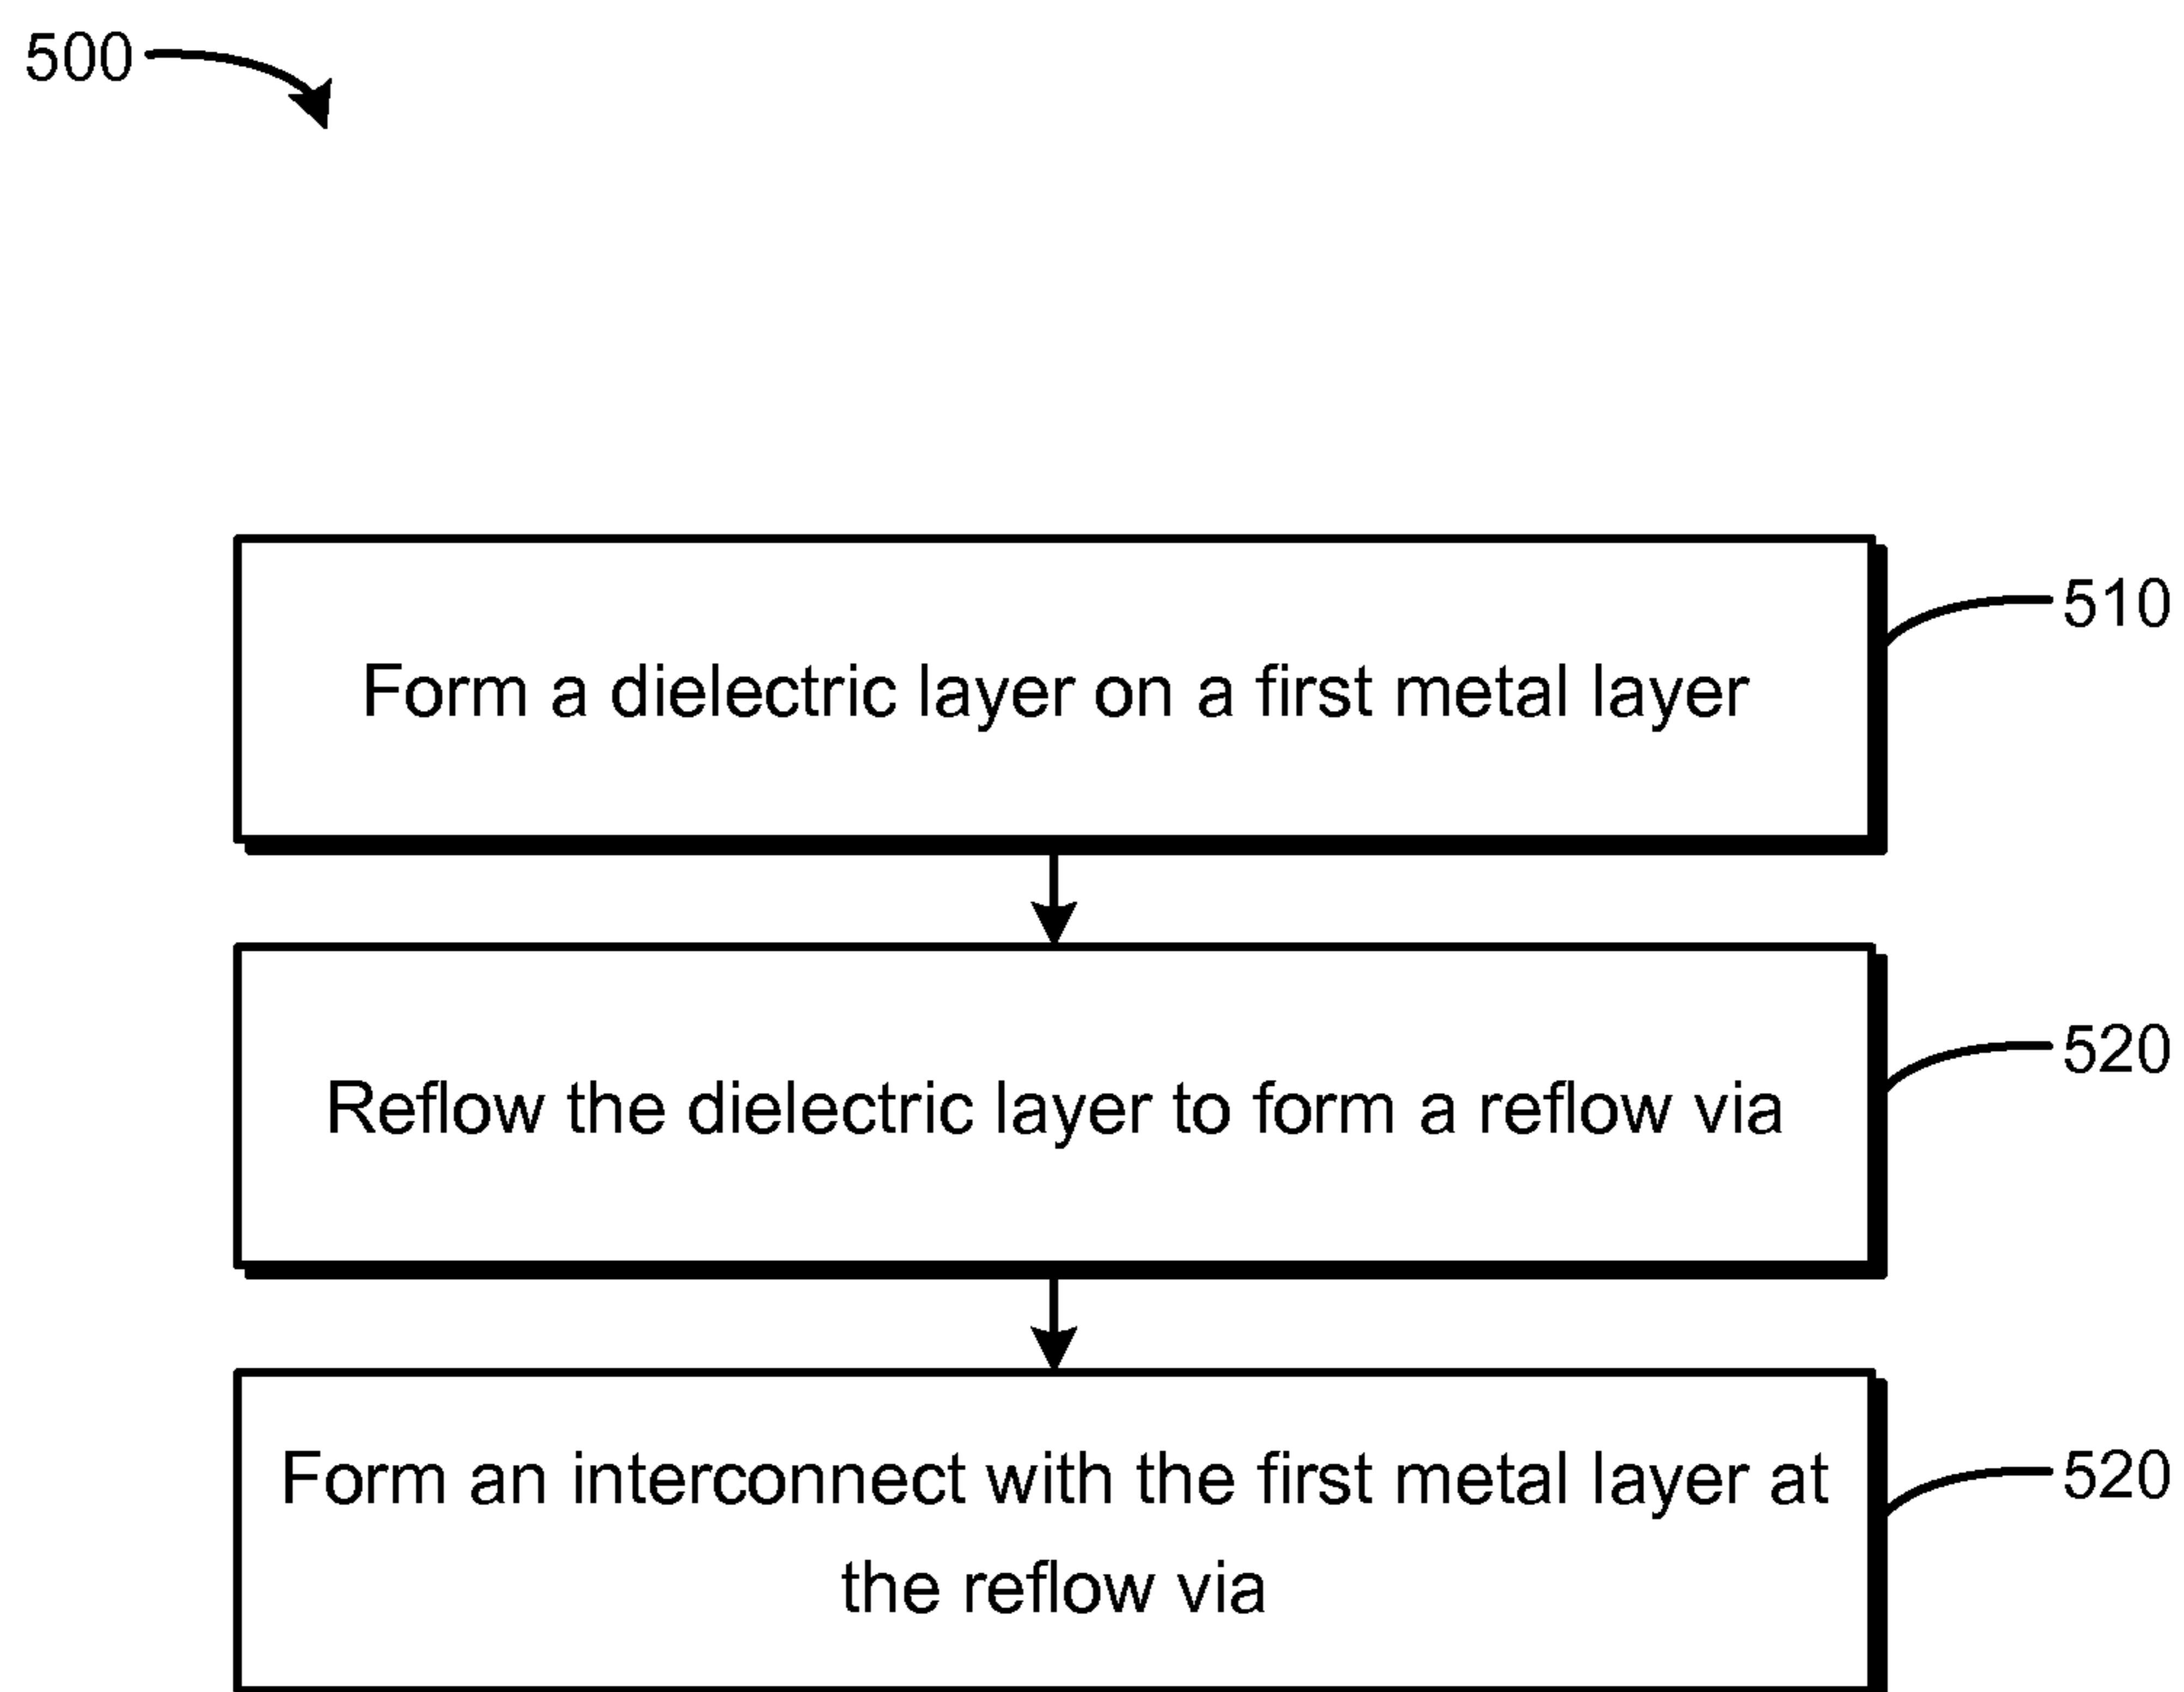 500
510
Form a dielectric layer on a first metal layer
520
Reflow the dielectric layer to form a reflow via
520
Form an interconnect with the first metal layer at
the reflow via